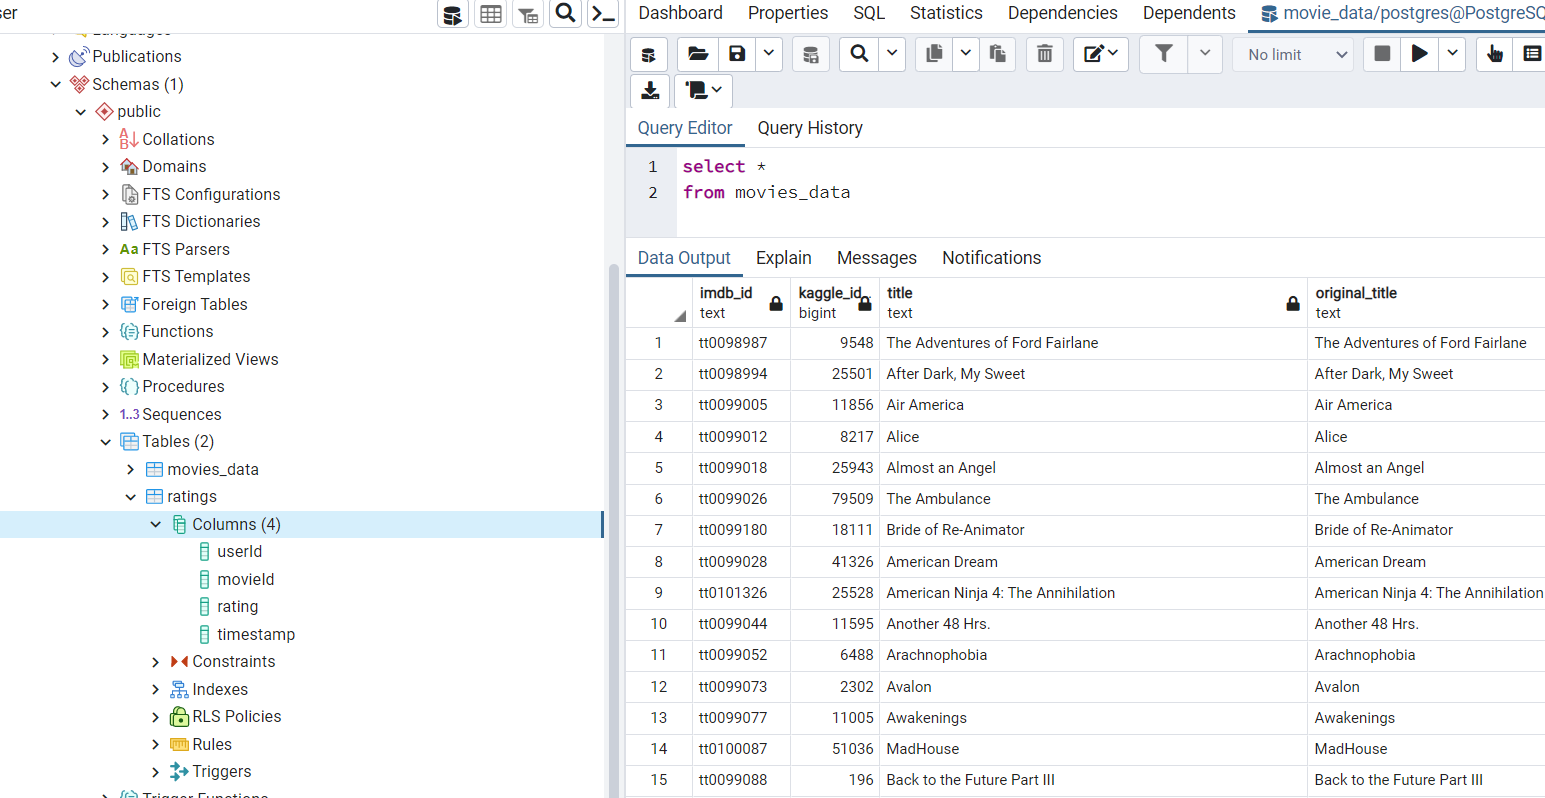 ser
Languages
Publications
Schemas (1)
public
Collations
Domains
FTS Configurations
FTS Dictionaries
Aa FTS Parsers
FTS Templates
Foreign Tables
Functions
Materialized Views
Procedures
1..3 Sequences
Tables (2)
movies_data
ratings
Columns (4)
userId
movieId
rating
timestamp
Constraints
Indexes
RLS Policies
Rules
Triggers
Trigger Functions
Dashboard Properties SQL Statistics Dependencies Dependents movie_data/postgres@PostgreSQ
No limit
Query Editor Query History
1 select *
2 from movies_data
Data Output Explain Messages Notifications
imdb_id kaggle_id title original_title
text bigint text text
1 tt0098987 9548 The Adventures of Ford Fairlane The Adventures of Ford Fairlane
2 tt0098994 25501 After Dark, My Sweet After Dark, My Sweet
3 tt0099005 11856 Air America Air America
4 tt0099012 8217 Alice Alice
5 tt0099018 25943 Almost an Angel Almost an Angel
6 tt0099026 79509 The Ambulance The Ambulance
7 tt0099180 18111 Bride of Re-Animator Bride of Re-Animator
8 tt0099028 41326 American Dream American Dream
9 tt0101326 25528 American Ninja 4: The Annihilation American Ninja 4: The Annihilation
10 tt0099044 11595 Another 48 Hrs. Another 48 Hrs.
11 tt0099052 6488 Arachnophobia Arachnophobia
12 tt0099073 2302 Avalon Avalon
13 tt0099077 11005 Awakenings Awakenings
14 tt0100087 51036 MadHouse MadHouse
15 tt0099088 196 Back to the Future Part III Back to the Future Part III